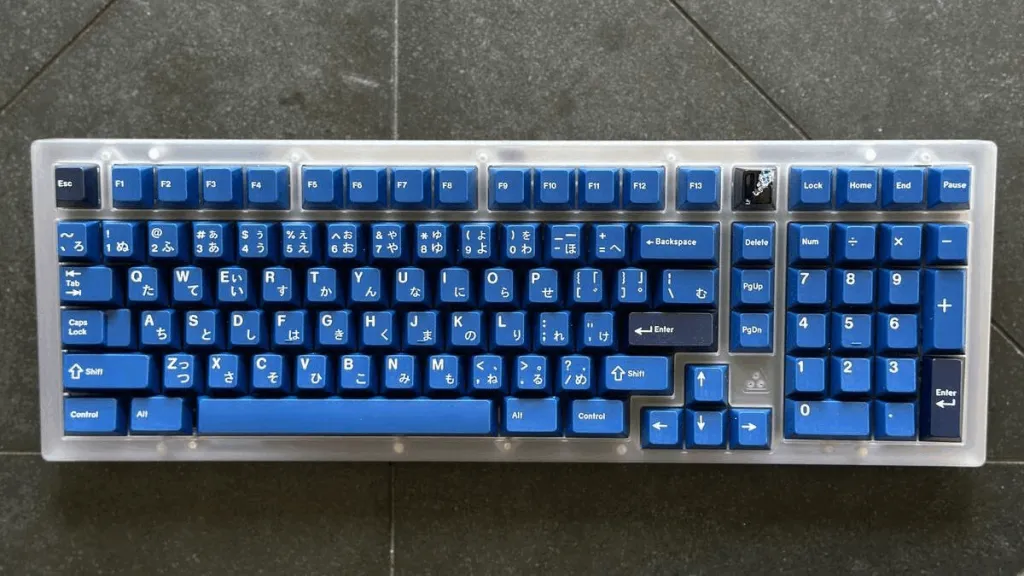 Esc F1 F2 F3 F4 F5 F6 F7 F8 F9 F10 F11 F12 F13 Lock Home End Pause
~ 、 ろ ! 1 ぬ @ 2 ふ # ぁ 3 あ $ ぅ 4 う % ぇ 5 え ^ ぉ 6 お & ゃ 7 や * ゅ 8 ゆ ( ょ 9 よ ) を 0 わ — - ほ + = へ ← Backspace Delete Num ÷ × −
Tab Q た W て E ぃ い R す T か Y ん U な I に O ら P せ { 「 [ ゛ } 」 ] ゜ | \ む PgUp 7 8 9 +
Caps Lock A ち S と D し F は G き H く J ま K の L り : ; れ " ' け ↵ Enter PgDn 4 5 6
⇧ Shift Z っ つ X さ C そ V ひ B こ N み M も < 、 , ね > 。 . る ? ・ / め ⇧ Shift ↑ 1 2 3 Enter ↵
Control Alt Alt Control ← ↓ → 0 .